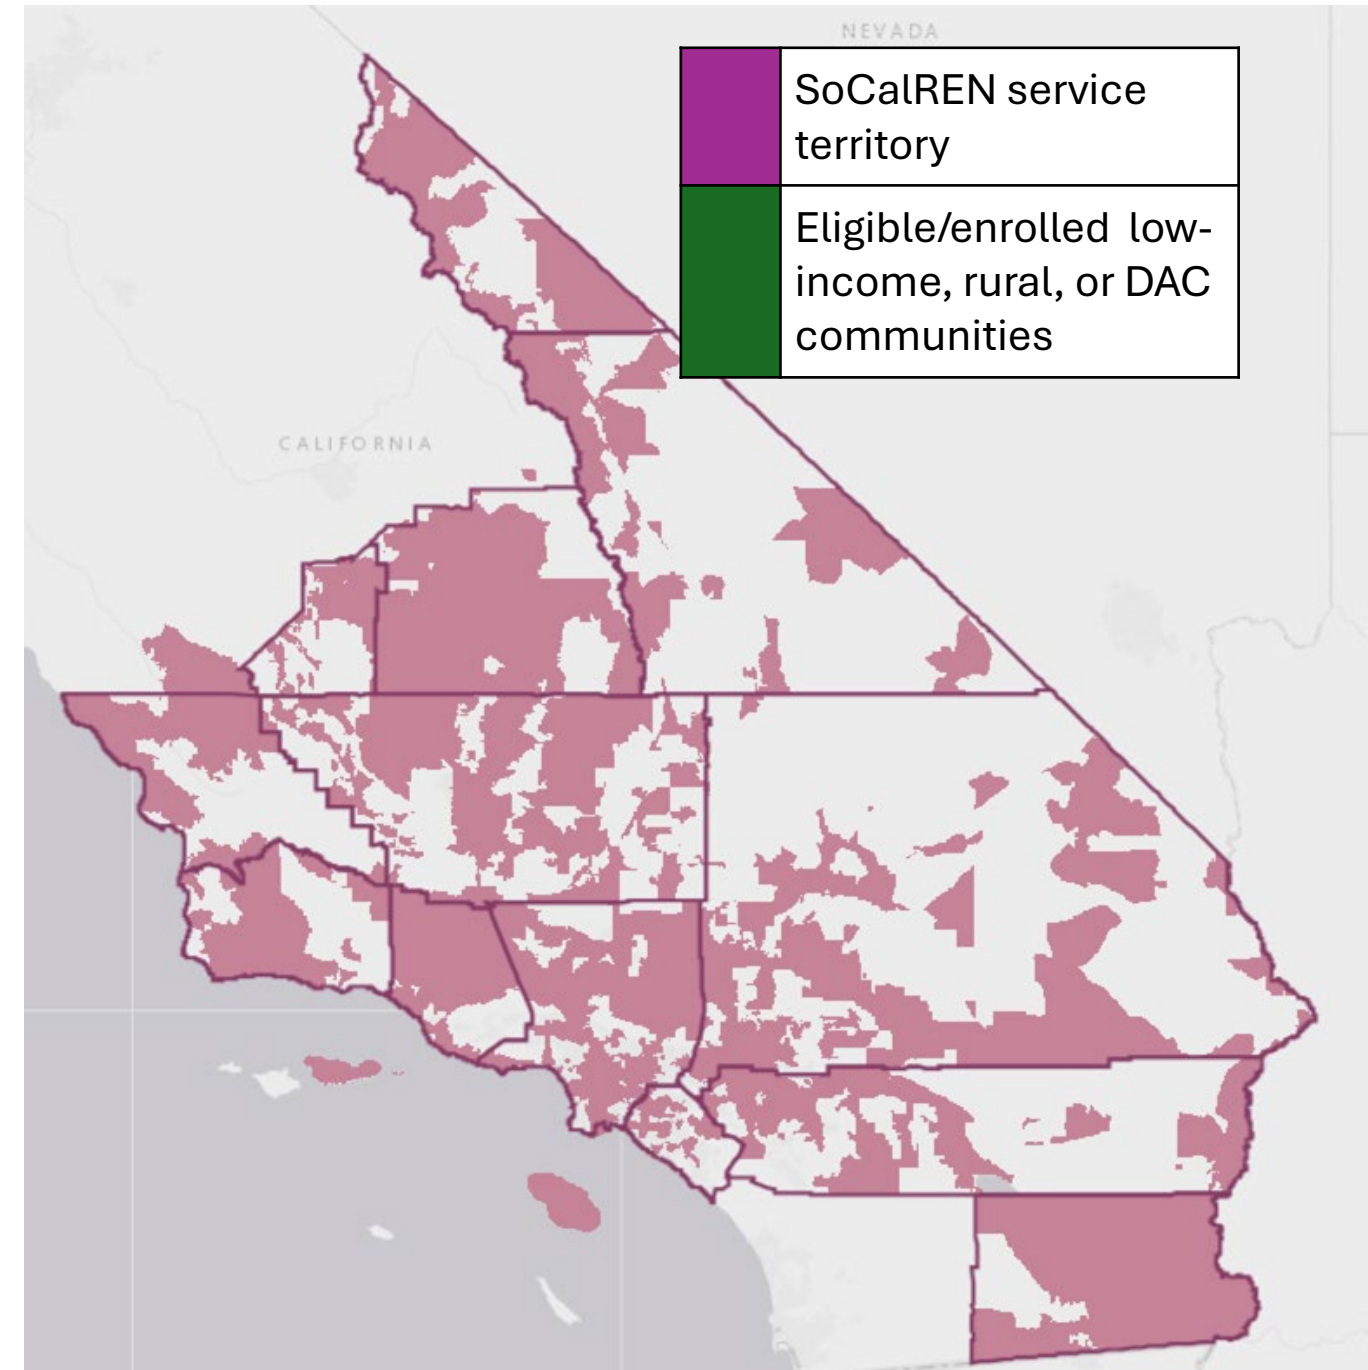 NEVADA
SoCalREN service
territory
Eligible/enrolled low-
income, rural, or DAC
communities
CALIFORNIA